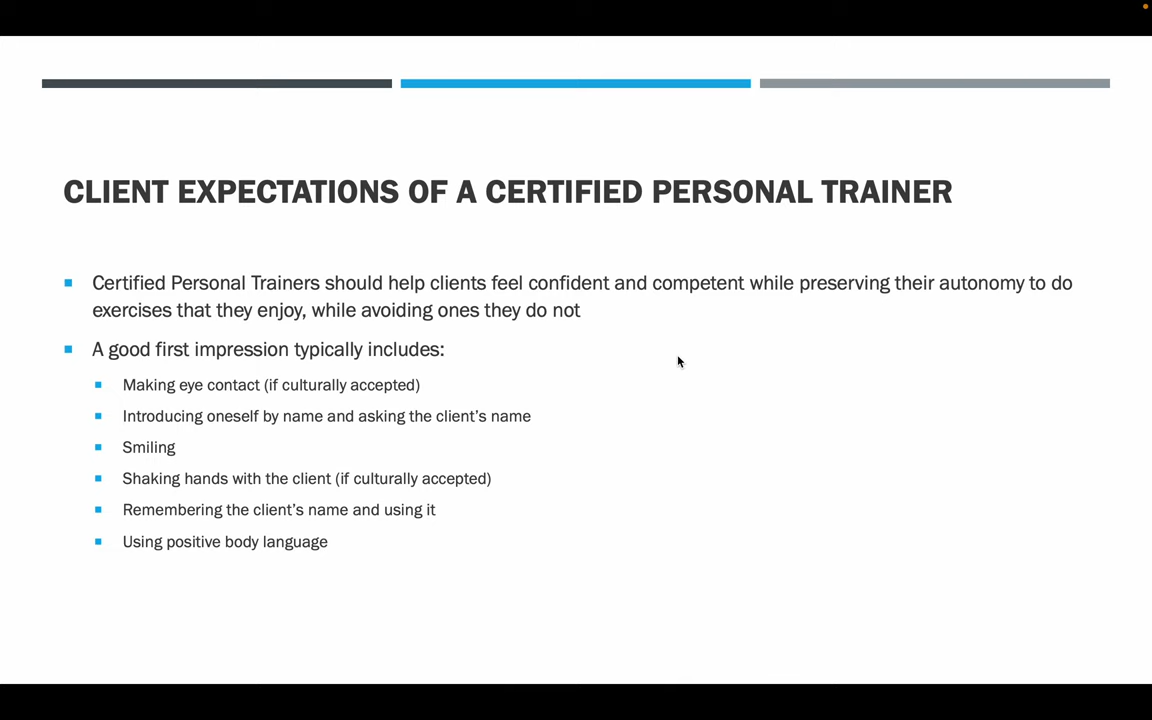 CLIENT EXPECTATIONS OF A CERTIFIED PERSONAL TRAINER
Certified Personal Trainers should help clients feel confident and competent while preserving their autonomy to do
exercises that they enjoy, while avoiding ones they do not
A good first impression typically includes:
Making eye contact (if culturally accepted)
Introducing oneself by name and asking the client's name
Smiling
Shaking hands with the client (if culturally accepted)
Remembering the client's name and using it
Using positive body language